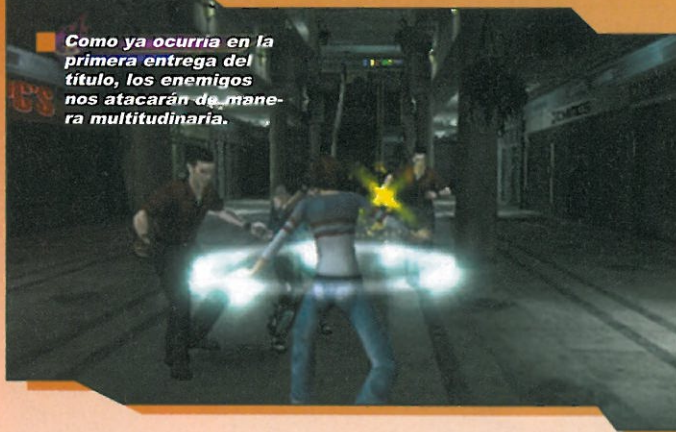 Como ya ocurría en la
primera entrega del
título, los enemigos
nos atacarán de mane-
ra multitudinaria.